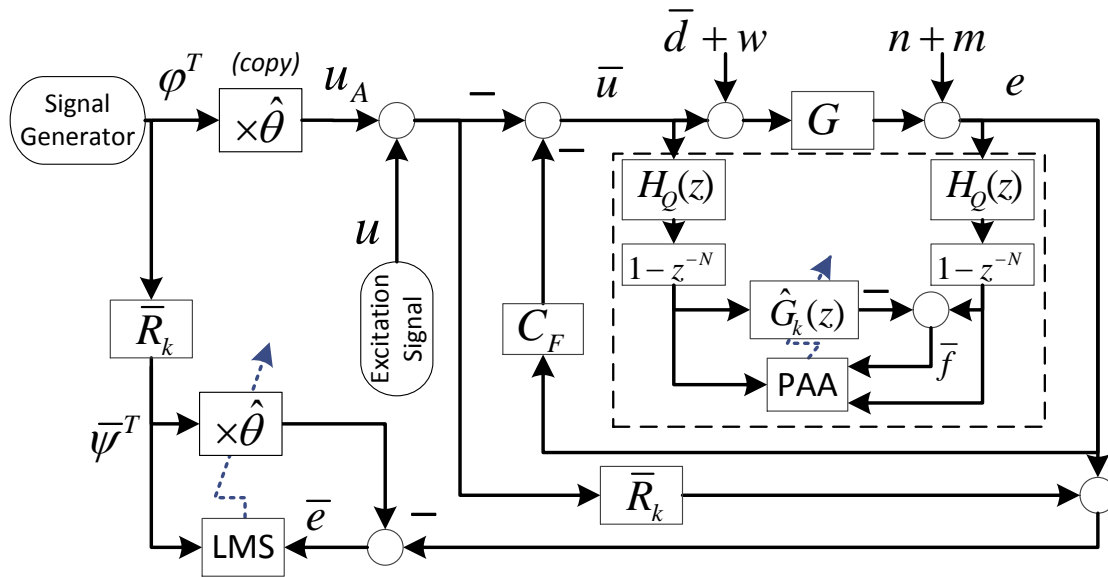 d̅ + w
n + m
φ^T
(copy)
u_A
−
u̅
e
Signal
Generator
×θ̂
G
−
H_Q(z)
H_Q(z)
u
1 − z^{-N}
1 − z^{-N}
R̅_k
C_F
Ĝ_k(z)
−
Excitation
Signal
f̅
PAA
ψ̅^T
×θ̂
R̅_k
e̅
−
LMS